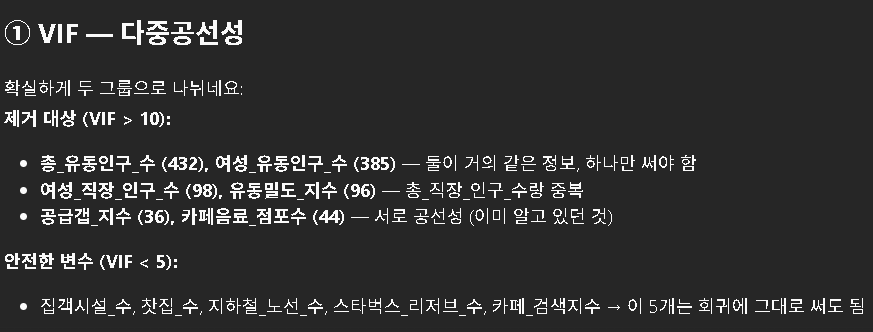 ① VIF — 다중공선성
확실하게 두 그룹으로 나뉘네요:
제거 대상 (VIF > 10):
• 총_유동인구_수 (432), 여성_유동인구_수 (385) — 둘이 거의 같은 정보, 하나만 써야 함
• 여성_직장_인구_수 (98), 유동밀도_지수 (96) — 총_직장_인구_수랑 중복
• 공급갭_지수 (36), 카페음료_점포수 (44) — 서로 공선성 (이미 알고 있던 것)
안전한 변수 (VIF < 5):
• 집객시설_수, 찻집_수, 지하철_노선_수, 스타벅스_리저브_수, 카페_검색지수 → 이 5개는 회귀에 그대로 써도 됨